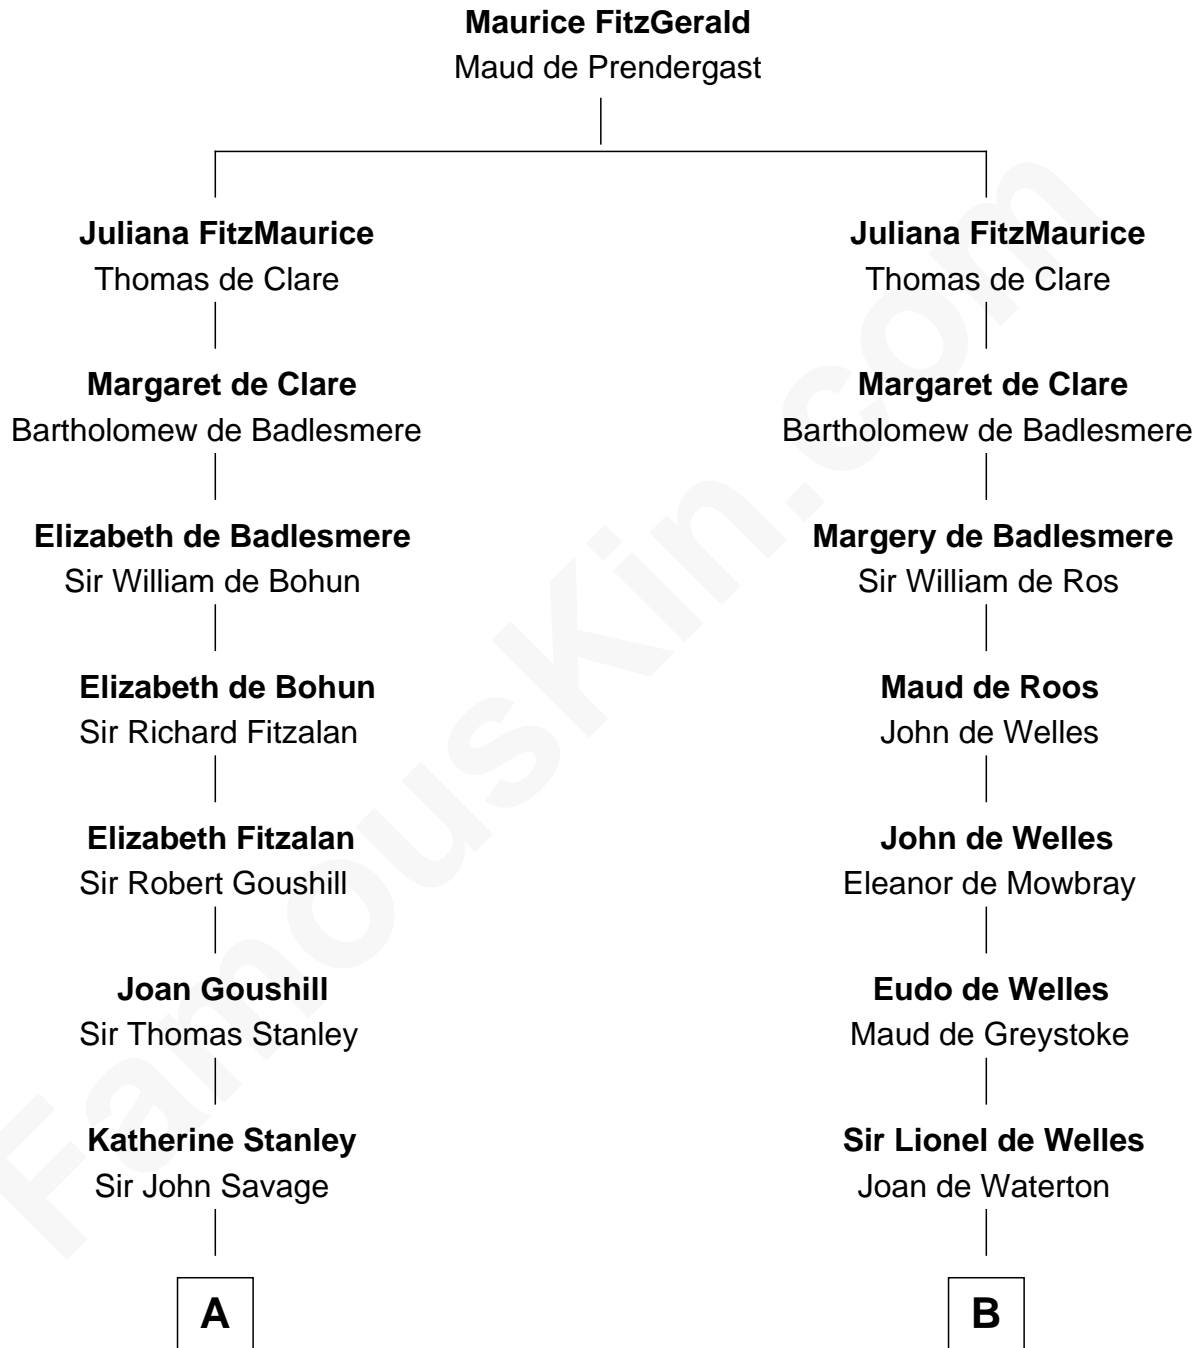 Maurice FitzGerald
Maud de Prendergast
Juliana FitzMaurice
Thomas de Clare
Margaret de Clare
Bartholomew de Badlesmere
Elizabeth de Badlesmere
Sir William de Bohun
Elizabeth de Bohun
Sir Richard Fitzalan
Elizabeth Fitzalan
Sir Robert Goushill
Joan Goushill
Sir Thomas Stanley
Katherine Stanley
Sir John Savage
A
Juliana FitzMaurice
Thomas de Clare
Margaret de Clare
Bartholomew de Badlesmere
Margery de Badlesmere
Sir William de Ros
Maud de Roos
John de Welles
John de Welles
Eleanor de Mowbray
Eudo de Welles
Maud de Greystoke
Sir Lionel de Welles
Joan de Waterton
B
FamousKin.com